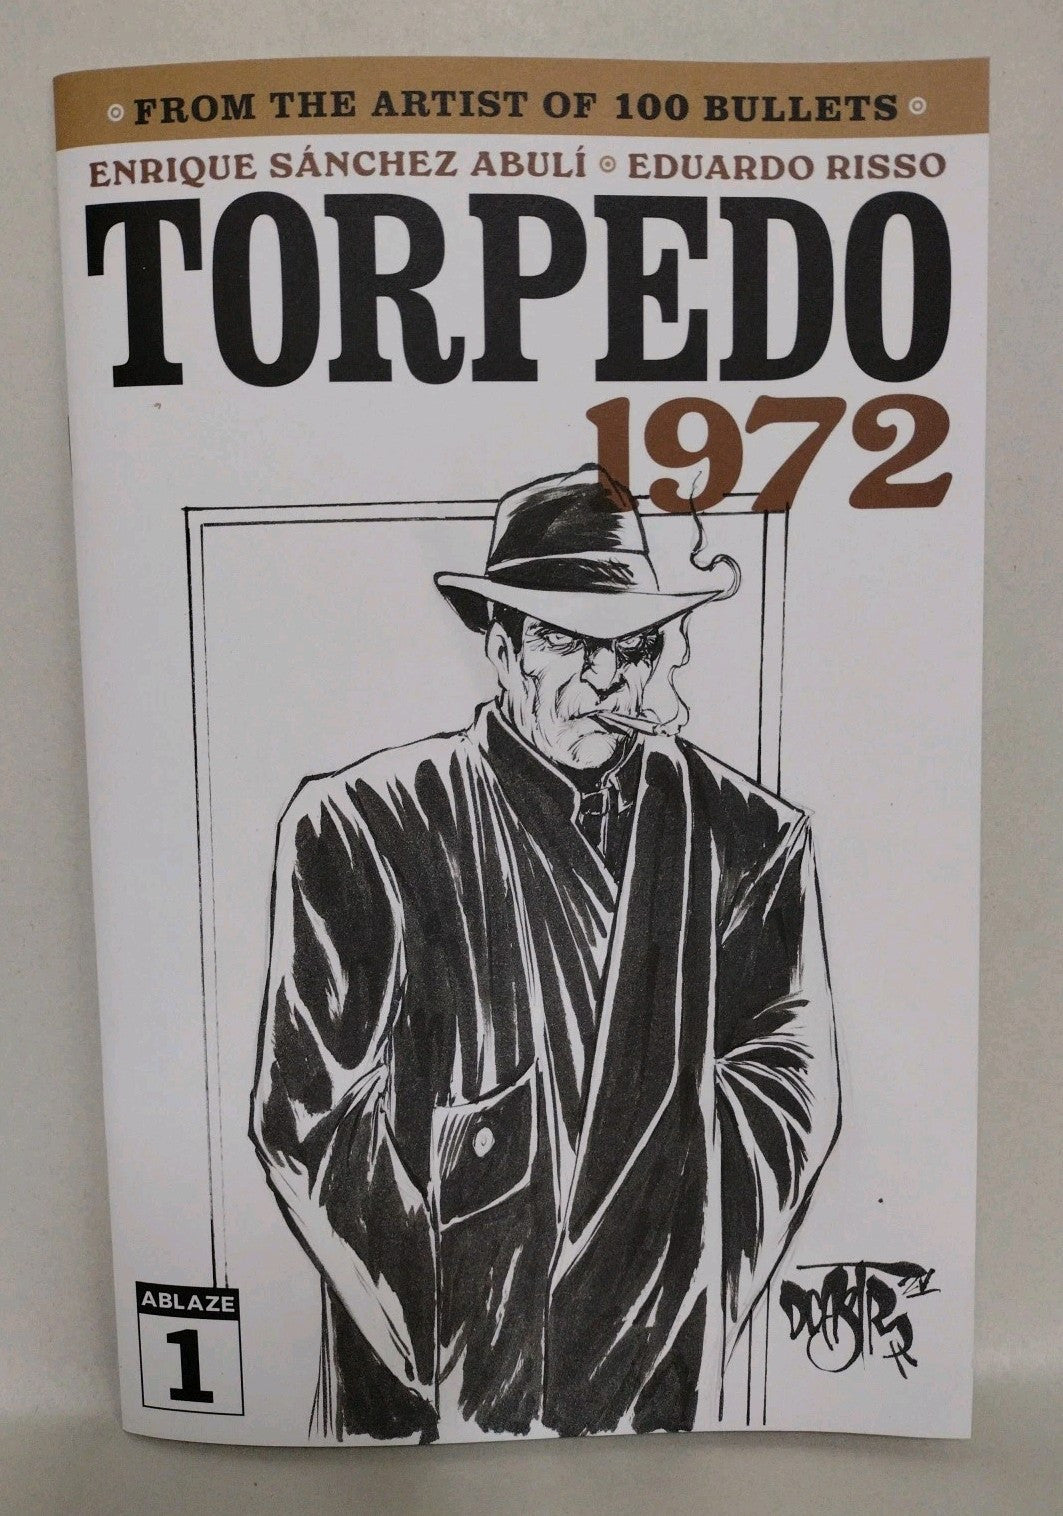 FROM THE ARTIST OF 100 BULLETS
ENRIQUE SÁNCHEZ ABULÍ EDUARDO RISSO
TORPEDO
1972
ABLAZE
1